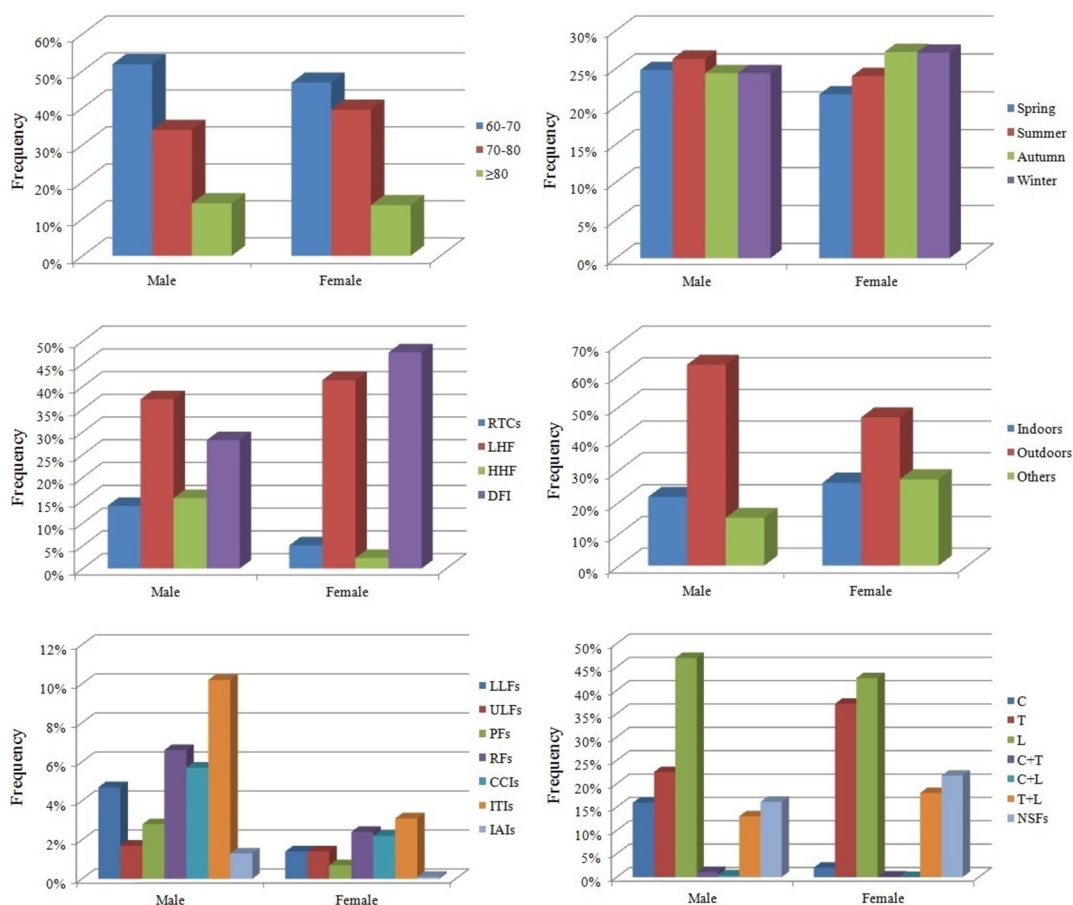 60%
50%
40%
30%
20%
10%
0%
Frequency
Male
Female
60-70
70-80
≥80
30%
25%
20%
15%
10%
5%
0%
Frequency
Male
Female
Spring
Summer
Autumn
Winter
50%
45%
40%
35%
30%
25%
20%
15%
10%
5%
0%
Frequency
Male
Female
RTCs
LHF
HHF
DFI
70%
60%
50%
40%
30%
20%
10%
0%
Frequency
Male
Female
Indoors
Outdoors
Others
12%
10%
8%
6%
4%
2%
0%
Frequency
Male
Female
LLFs
ULFs
PFs
RFs
CCIs
ITIs
IAIs
50%
45%
40%
35%
30%
25%
20%
15%
10%
5%
0%
Frequency
Male
Female
C
T
L
C+T
C+L
T+L
NSFs